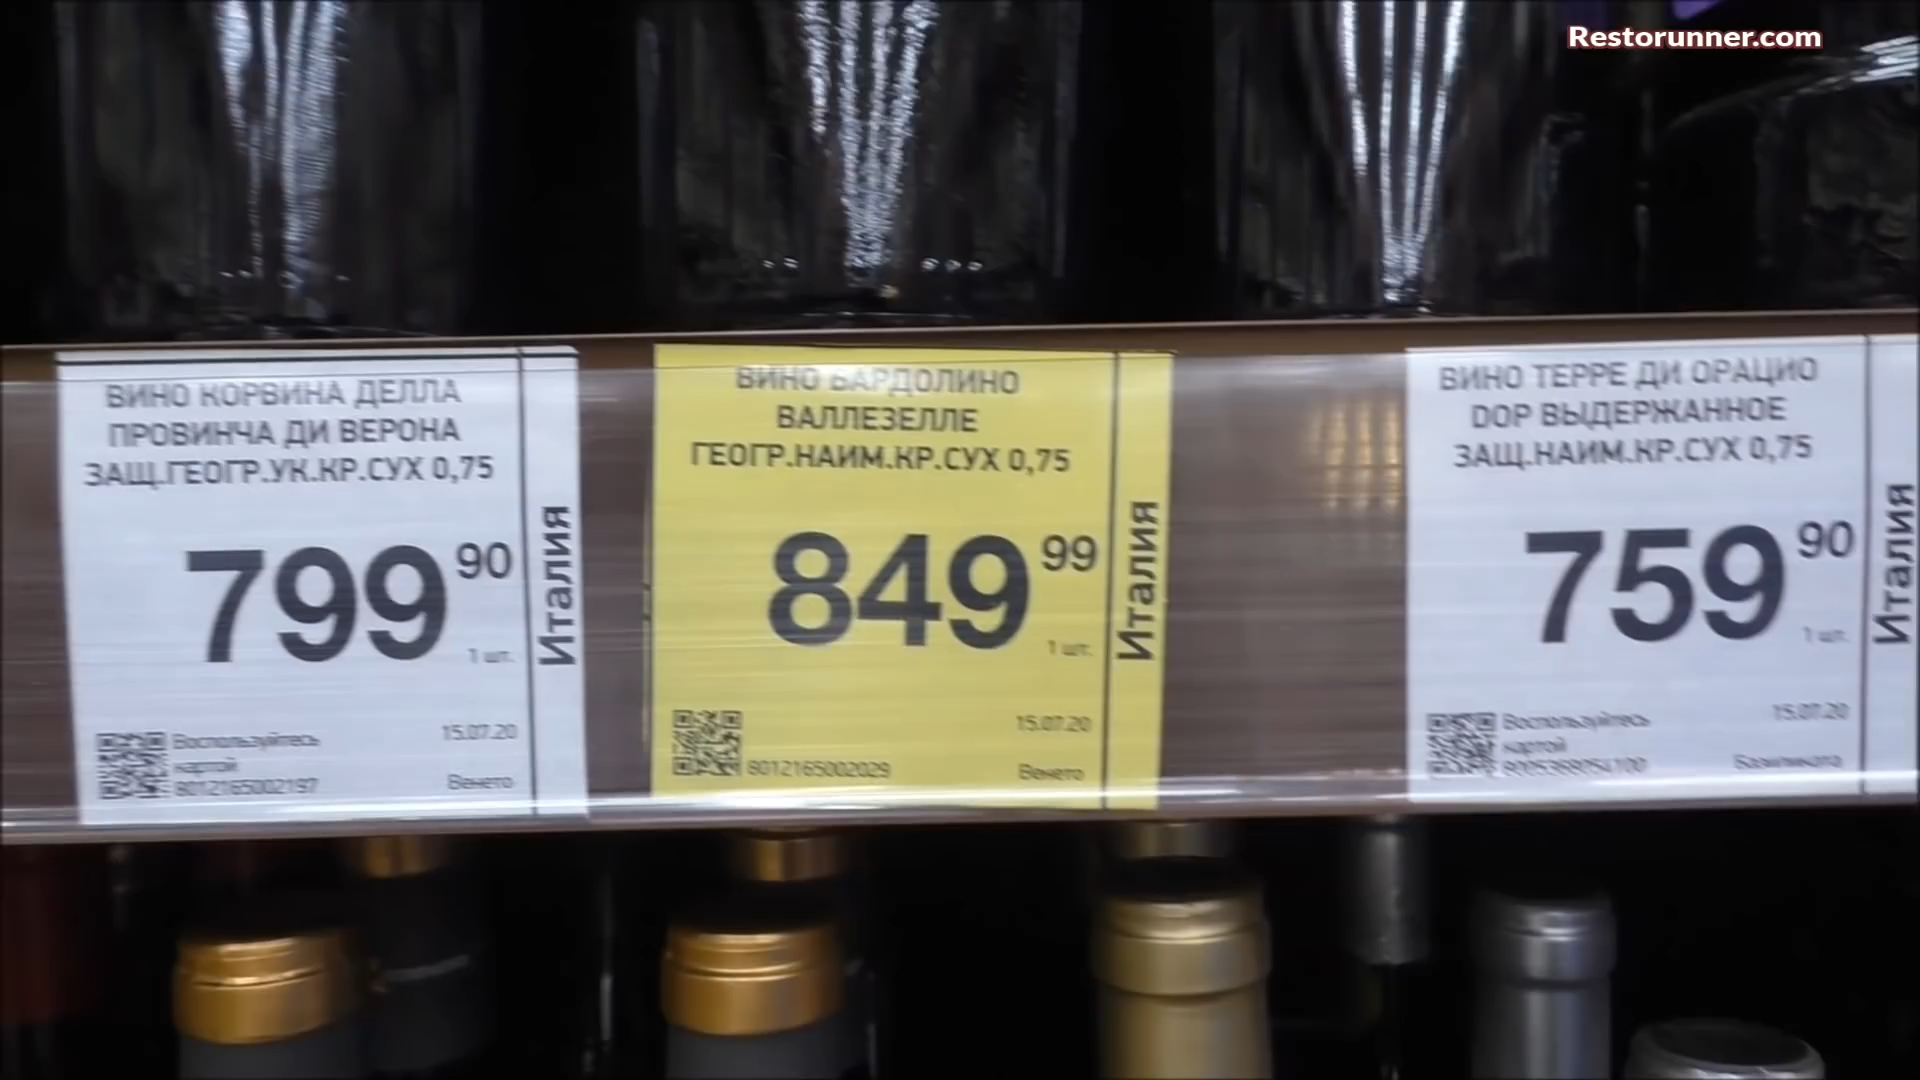 Restorunner.com
ВИНО КОРВИНА ДЕЛЛА
ПРОВИНЧА ДИ ВЕРОНА
ЗАЩ.ГЕОГР.УК.КР.СУХ 0,75
799 90
1 шт.
Италия
15.07.20
Воспользуйтесь
картой
8012165002197
Венето
ВИНО БАРДОЛИНО
ВАЛЛЕЗЕЛЛЕ
ГЕОГР.НАИМ.КР.СУХ 0,75
849 99
1 шт.
Италия
15.07.20
8012165002029
Венето
ВИНО ТЕРРЕ ДИ ОРАЦИО
DOP ВЫДЕРЖАННОЕ
ЗАЩ.НАИМ.КР.СУХ 0,75
759 90
1 шт.
Италия
15.07.20
Воспользуйтесь
картой
8005368054100
Базиликата